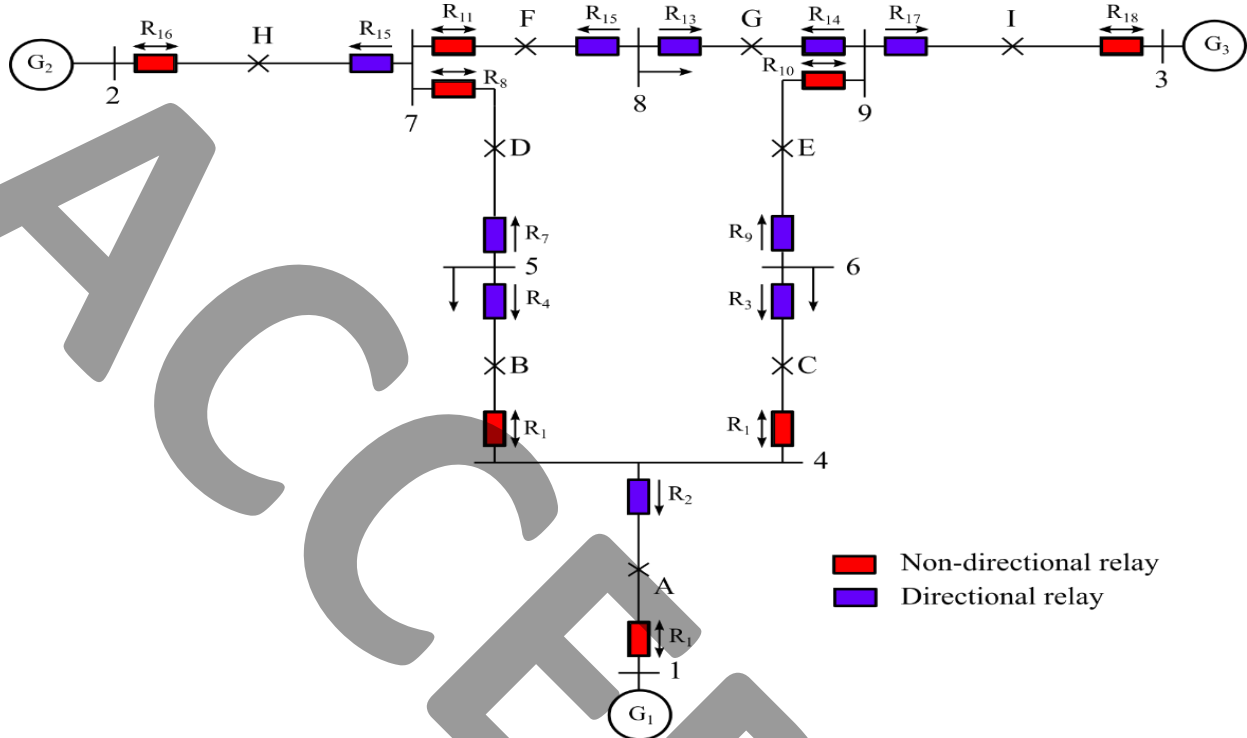 R11 F R15 R13 G R14 R17 I R18
G2 R16 H R15 G3
R8 R10
2 7 8 9 3
D E
R7 R9
5 6
R4 R3
B C
R1 R1
4
R2
A
R1
1
G1
Non-directional relay
Directional relay
ACCE